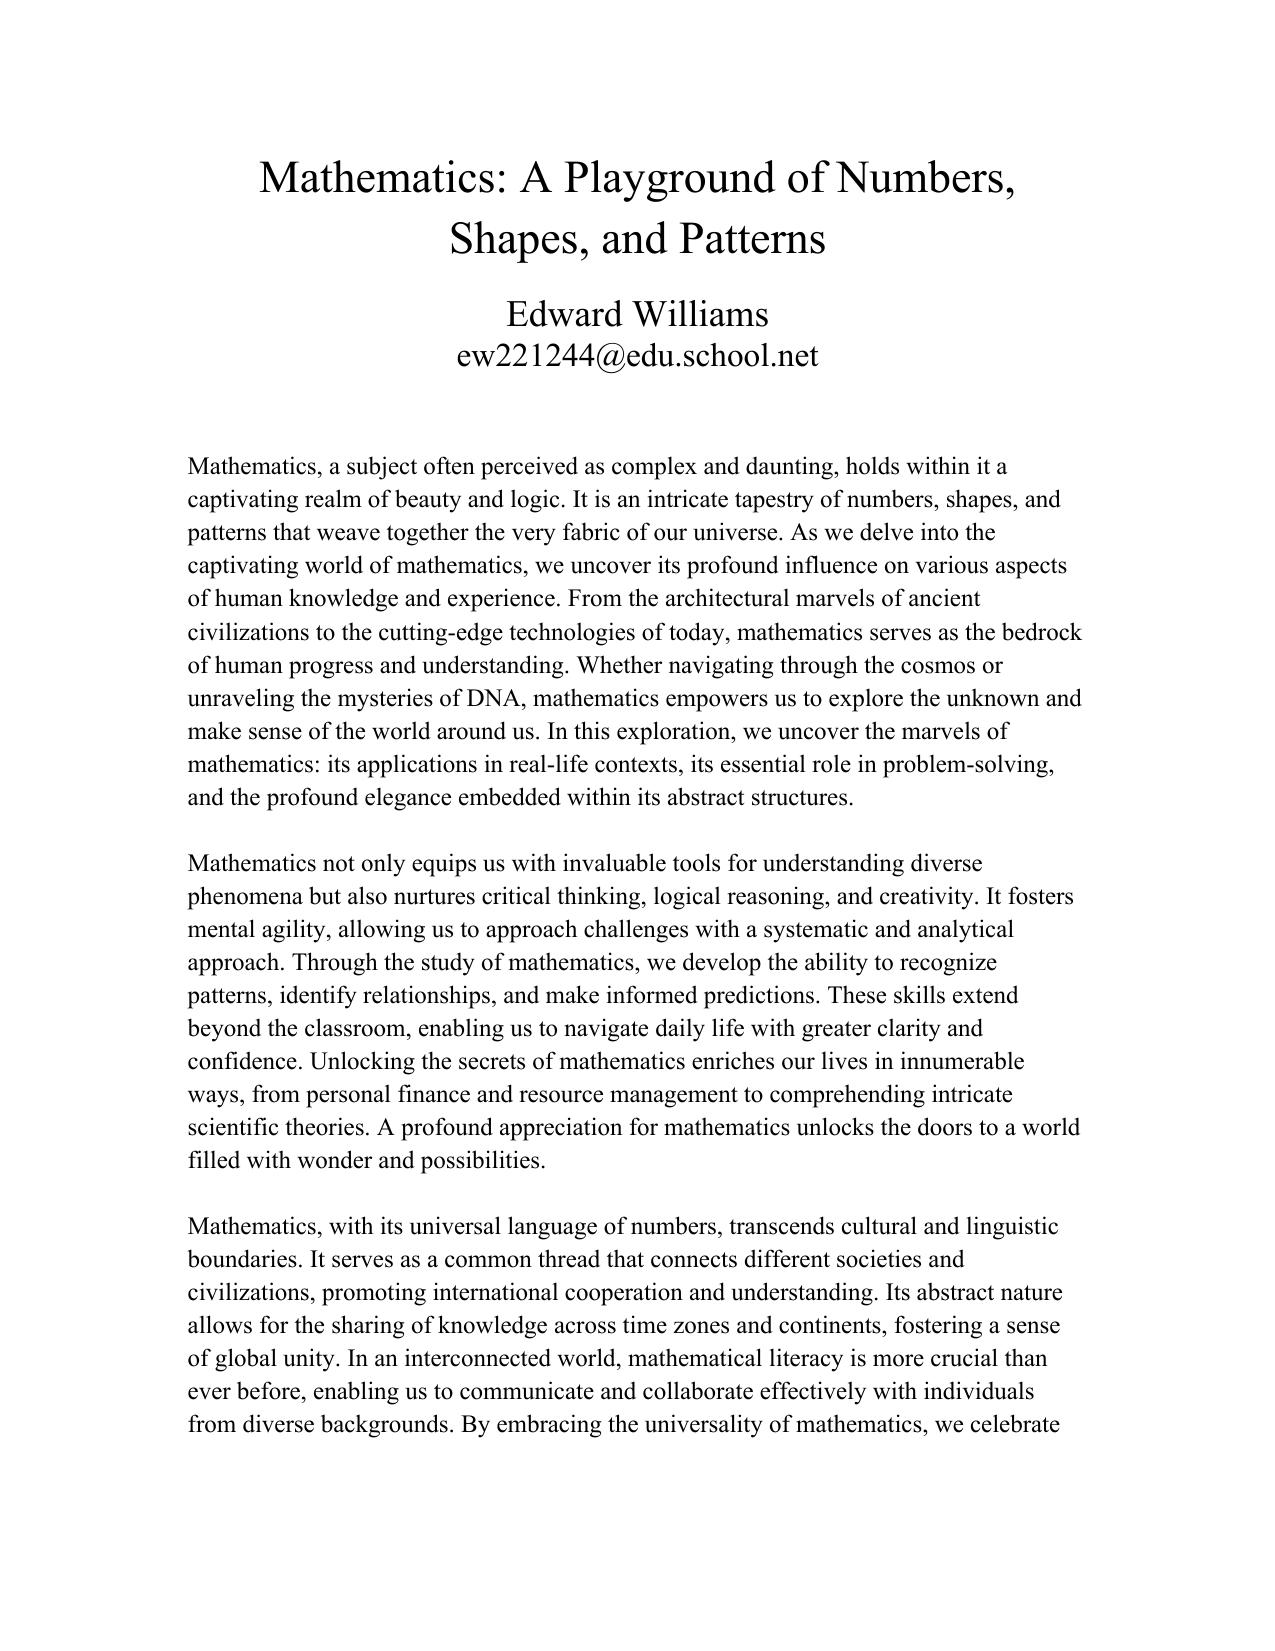 Mathematics: A Playground of Numbers,
Shapes, and Patterns
Edward Williams
ew221244@edu.school.net
Mathematics, a subject often perceived as complex and daunting, holds within it a
captivating realm of beauty and logic. It is an intricate tapestry of numbers, shapes, and
patterns that weave together the very fabric of our universe. As we delve into the
captivating world of mathematics, we uncover its profound influence on various aspects
of human knowledge and experience. From the architectural marvels of ancient
civilizations to the cutting-edge technologies of today, mathematics serves as the bedrock
of human progress and understanding. Whether navigating through the cosmos or
unraveling the mysteries of DNA, mathematics empowers us to explore the unknown and
make sense of the world around us. In this exploration, we uncover the marvels of
mathematics: its applications in real-life contexts, its essential role in problem-solving,
and the profound elegance embedded within its abstract structures.
Mathematics not only equips us with invaluable tools for understanding diverse
phenomena but also nurtures critical thinking, logical reasoning, and creativity. It fosters
mental agility, allowing us to approach challenges with a systematic and analytical
approach. Through the study of mathematics, we develop the ability to recognize
patterns, identify relationships, and make informed predictions. These skills extend
beyond the classroom, enabling us to navigate daily life with greater clarity and
confidence. Unlocking the secrets of mathematics enriches our lives in innumerable
ways, from personal finance and resource management to comprehending intricate
scientific theories. A profound appreciation for mathematics unlocks the doors to a world
filled with wonder and possibilities.
Mathematics, with its universal language of numbers, transcends cultural and linguistic
boundaries. It serves as a common thread that connects different societies and
civilizations, promoting international cooperation and understanding. Its abstract nature
allows for the sharing of knowledge across time zones and continents, fostering a sense
of global unity. In an interconnected world, mathematical literacy is more crucial than
ever before, enabling us to communicate and collaborate effectively with individuals
from diverse backgrounds. By embracing the universality of mathematics, we celebrate